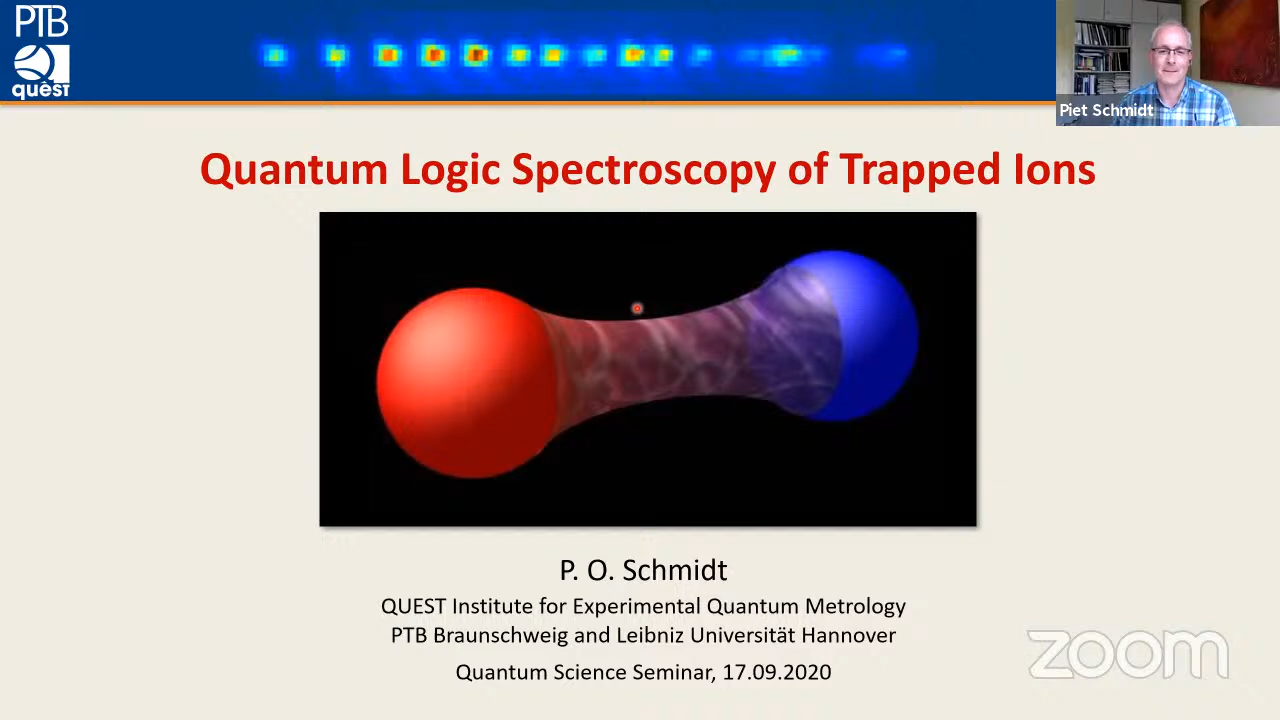 PTB
quêst
Piet Schmidt
Quantum Logic Spectroscopy of Trapped Ions
P. O. Schmidt
QUEST Institute for Experimental Quantum Metrology
PTB Braunschweig and Leibniz Universität Hannover
Quantum Science Seminar, 17.09.2020
zoom